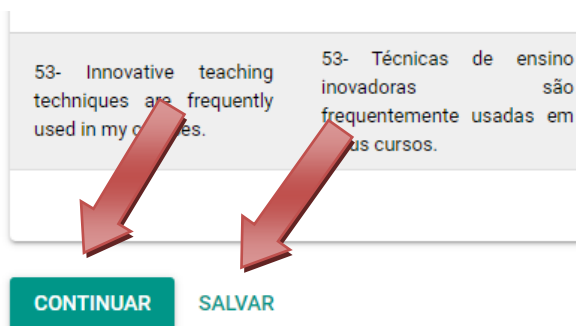 53- Innovative teaching
techniques are frequently
used in my
53- Técnicas de ensino
inovadoras são
frequentemente usadas em
cursos.
CONTINUAR
SALVAR